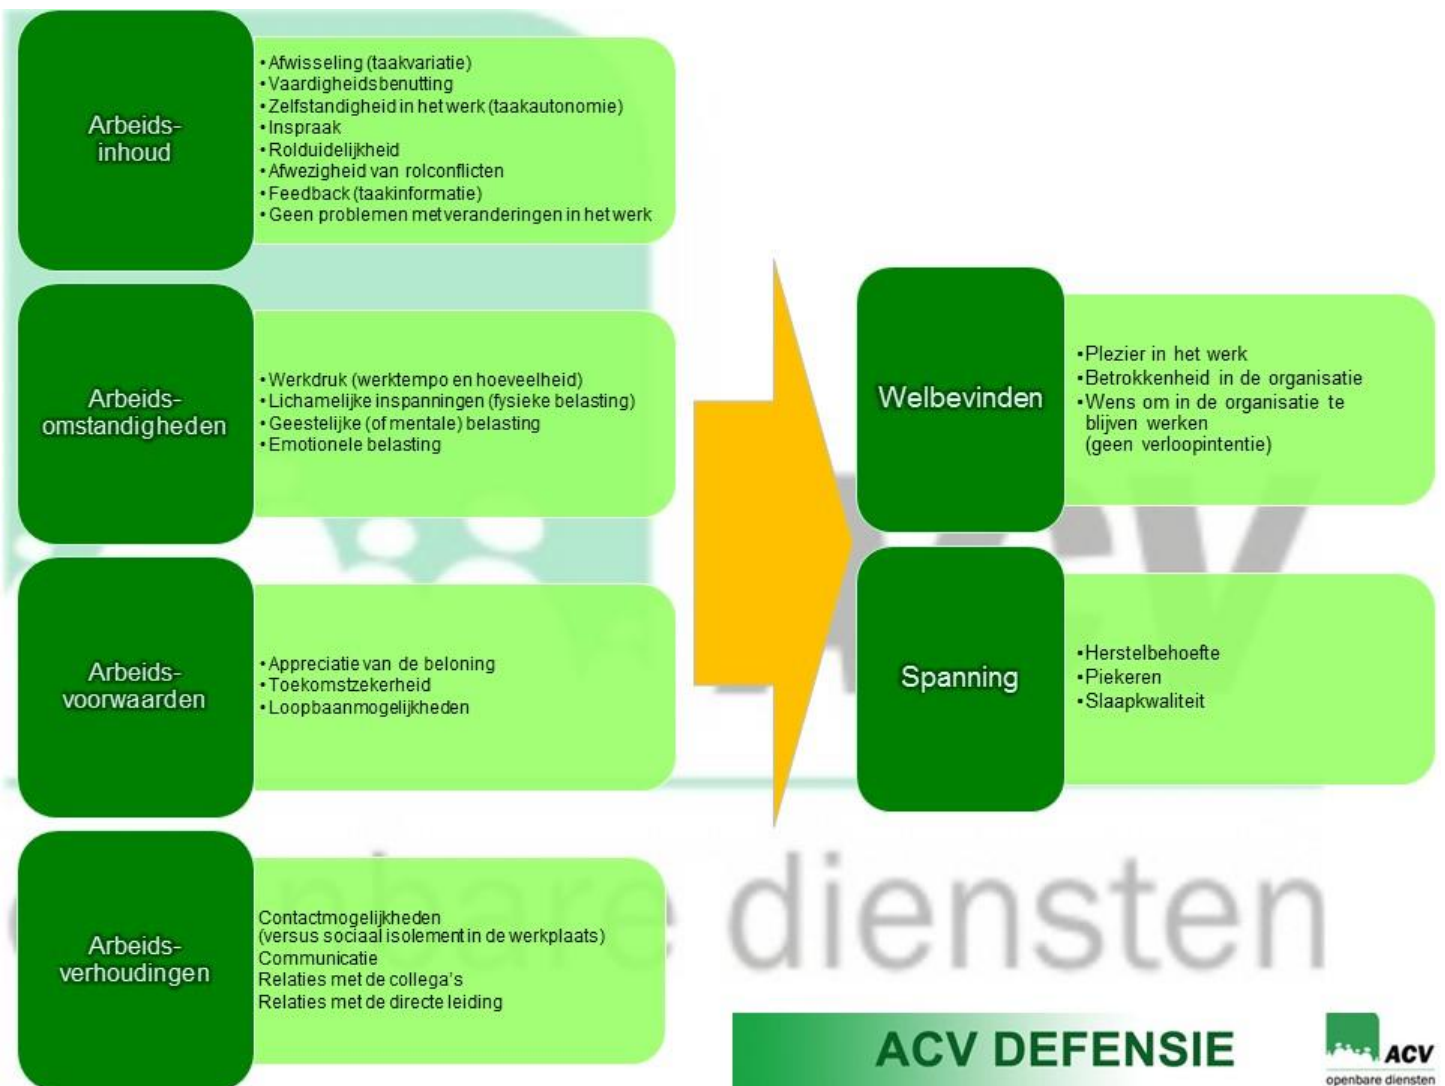 Arbeids-
inhoud
•Afwisseling (taakvariatie)
•Vaardigheidsbenutting
•Zelfstandigheid in het werk (taakautonomie)
•Inspraak
•Rolduidelijkheid
•Afwezigheid van rolconflicten
•Feedback (taakinformatie)
•Geen problemen met veranderingen in het werk
Arbeids-
omstandigheden
•Werkdruk (werktempo en hoeveelheid)
•Lichamelijke inspanningen (fysieke belasting)
•Geestelijke (of mentale) belasting
•Emotionele belasting
Arbeids-
voorwaarden
•Appreciatie van de beloning
•Toekomstzekerheid
•Loopbaanmogelijkheden
Arbeids-
verhoudingen
Contactmogelijkheden
(versus sociaal isolement in de werkplaats)
Communicatie
Relaties met de collega's
Relaties met de directe leiding
Welbevinden
•Plezier in het werk
•Betrokkenheid in de organisatie
•Wens om in de organisatie te
blijven werken
(geen verloopintentie)
Spanning
•Herstelbehoefte
•Piekeren
•Slaapkwaliteit
diensten
ACV DEFENSIE
ACV
openbare diensten